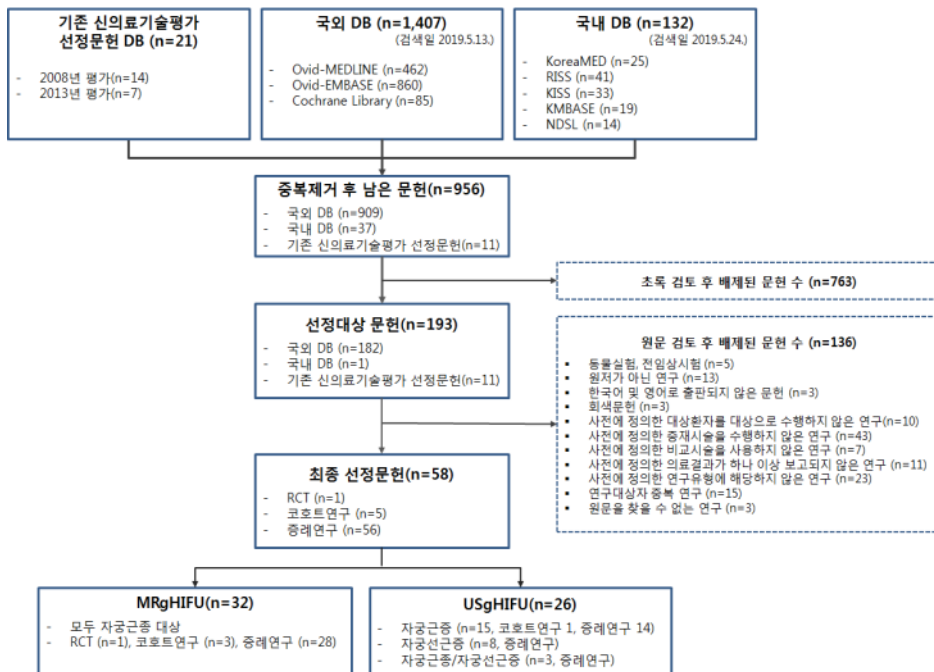 기존 신의료기술평가
선정문헌 DB (n=21)
- 2008년 평가(n=14)
- 2013년 평가(n=7)
국외 DB (n=1,407)
(검색일 2019.5.13.)
- Ovid-MEDLINE (n=462)
- Ovid-EMBASE (n=860)
- Cochrane Library (n=85)
국내 DB (n=132)
(검색일 2019.5.24.)
- KoreaMED (n=25)
- RISS (n=41)
- KISS (n=33)
- KMBASE (n=19)
- NDSL (n=14)
중복제거 후 남은 문헌(n=956)
- 국외 DB (n=909)
- 국내 DB (n=37)
- 기존 신의료기술평가 선정문헌(n=11)
초록 검토 후 배제된 문헌 수 (n=763)
선정대상 문헌(n=193)
- 국외 DB (n=182)
- 국내 DB (n=1)
- 기존 신의료기술평가 선정문헌(n=11)
원문 검토 후 배제된 문헌 수 (n=136)
▪ 동물실험, 전임상시험 (n=5)
▪ 원저가 아닌 연구 (n=13)
▪ 한국어 및 영어로 출판되지 않은 문헌 (n=3)
▪ 회색문헌 (n=3)
▪ 사전에 정의한 대상환자를 대상으로 수행하지 않은 연구(n=10)
▪ 사전에 정의한 중재시술을 수행하지 않은 연구 (n=43)
▪ 사전에 정의한 비교시술을 사용하지 않은 연구 (n=7)
▪ 사전에 정의한 의료결과가 하나 이상 보고되지 않은 연구 (n=11)
▪ 사전에 정의한 연구유형에 해당하지 않은 연구 (n=23)
▪ 연구대상자 중복 연구 (n=15)
▪ 원문을 찾을 수 없는 연구 (n=3)
최종 선정문헌(n=58)
- RCT (n=1)
- 코호트연구 (n=5)
- 증례연구 (n=56)
MRgHIFU(n=32)
- 모두 자궁근종 대상
- RCT (n=1), 코호트연구 (n=3), 증례연구 (n=28)
USgHIFU(n=26)
- 자궁근종 (n=15, 코호트연구 1, 증례연구 14)
- 자궁선근증 (n=8, 증례연구)
- 자궁근종/자궁선근증 (n=3, 증례연구)